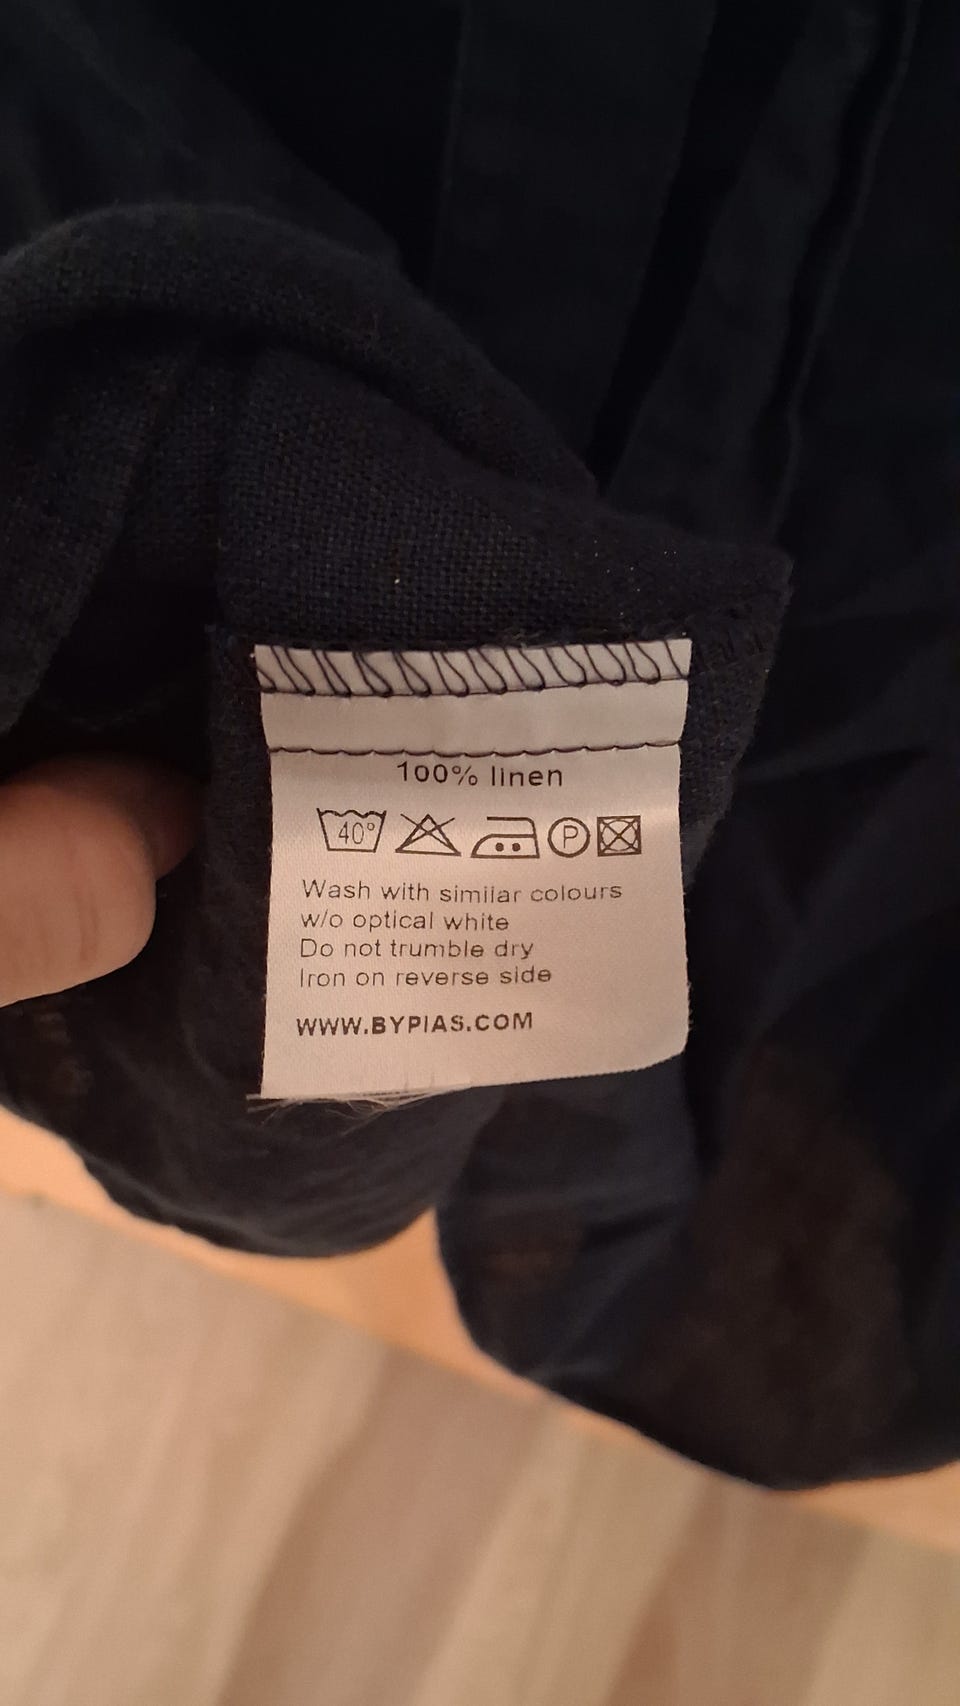 100% linen
40° P
Wash with similar colours
w/o optical white
Do not trumble dry
Iron on reverse side
WWW.BYPIAS.COM